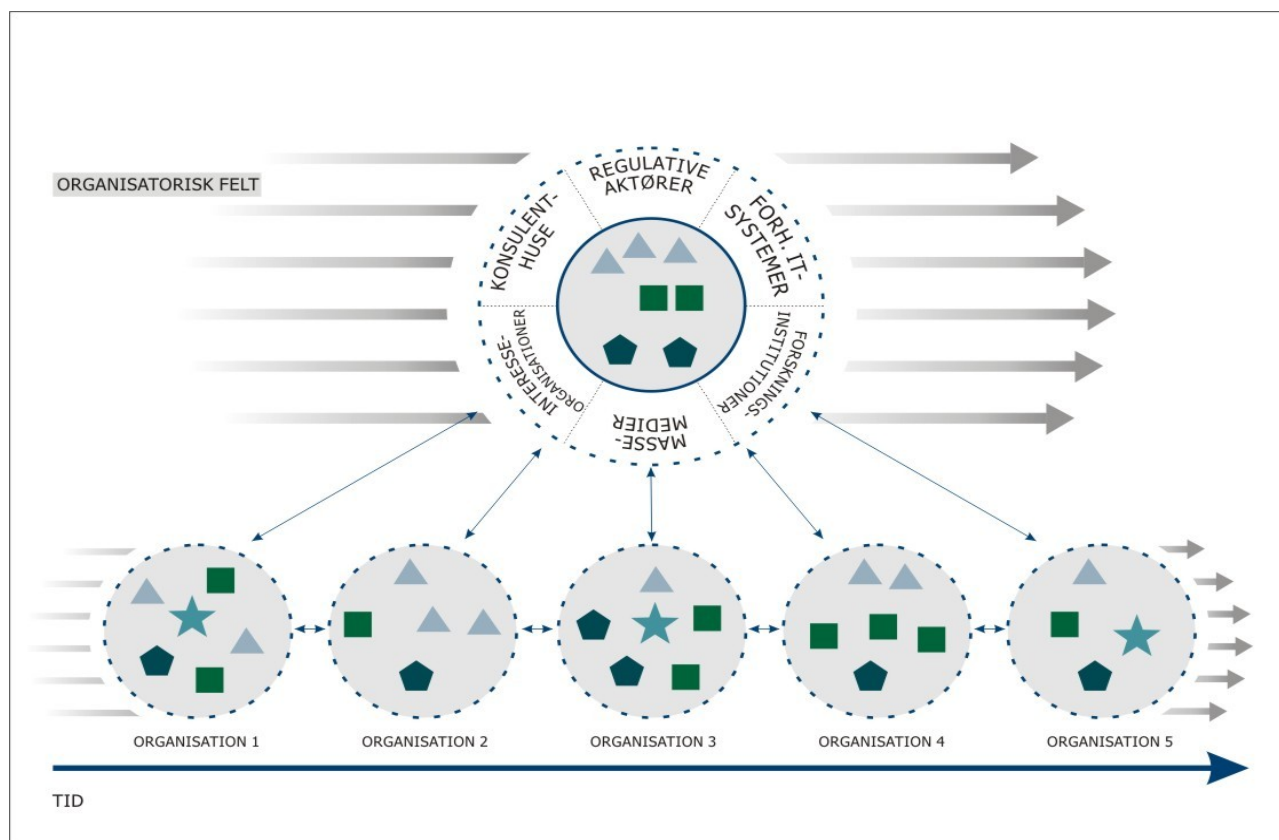 ORGANISATORISK FELT
KONSULENT-
HUSE
REGULATIVE
AKTØRER
FORH. IT-
SYSTEMER
FORSKNINGS-
INSTITUTIONER
MASSE-
MEDIER
INTERESSE-
ORGANISATIONER
ORGANISATION 1
ORGANISATION 2
ORGANISATION 3
ORGANISATION 4
ORGANISATION 5
TID